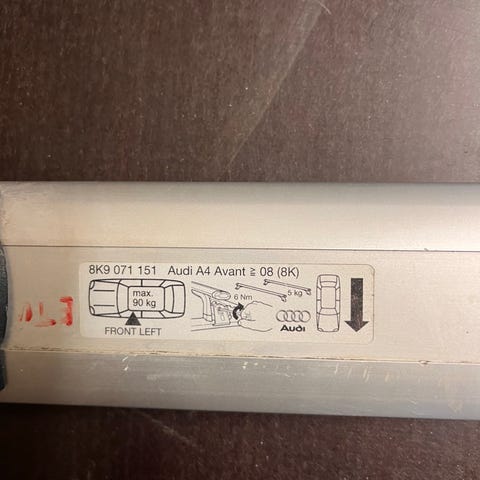 8K9 071 151 Audi A4 Avant ≧ 08 (8K)
max.
90 kg
6 Nm
5 kg
Audi
FRONT LEFT